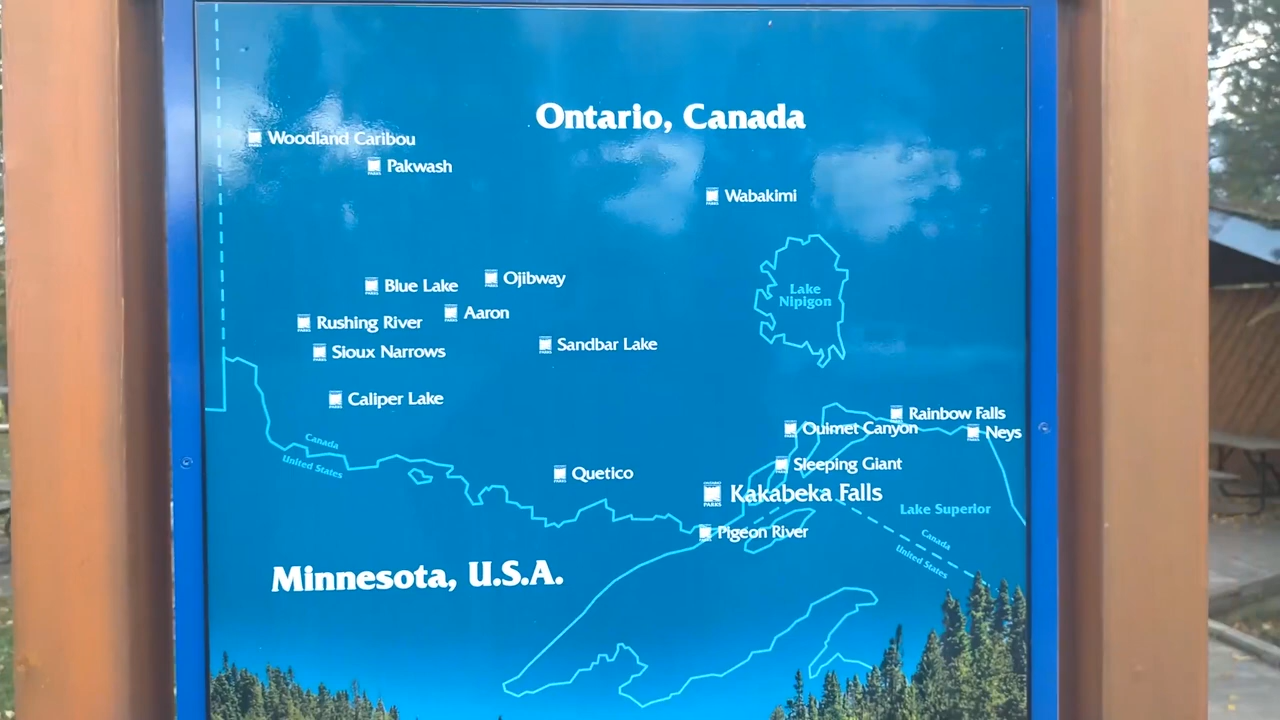 Ontario, Canada
Woodland Caribou
Pakwash
Wabakimi
Blue Lake
Ojibway
Lake
Nipigon
Aaron
Rushing River
Sandbar Lake
Sioux Narrows
Caliper Lake
Rainbow Falls
Ouimet Canyon
Neys
Canada
United States
Sleeping Giant
Quetico
Kakabeka Falls
Lake Superior
Pigeon River
Canada
United States
Minnesota, U.S.A.